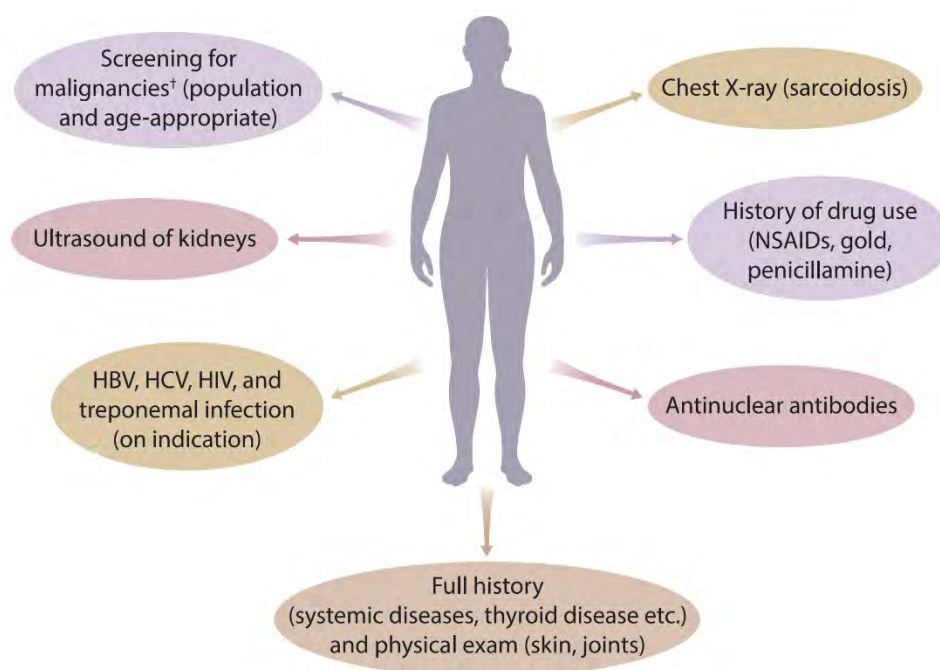 Screening for
malignancies† (population
and age-appropriate)
Chest X-ray (sarcoidosis)
Ultrasound of kidneys
History of drug use
(NSAIDs, gold,
penicillamine)
HBV, HCV, HIV, and
treponemal infection
(on indication)
Antinuclear antibodies
Full history
(systemic diseases, thyroid disease etc.)
and physical exam (skin, joints)